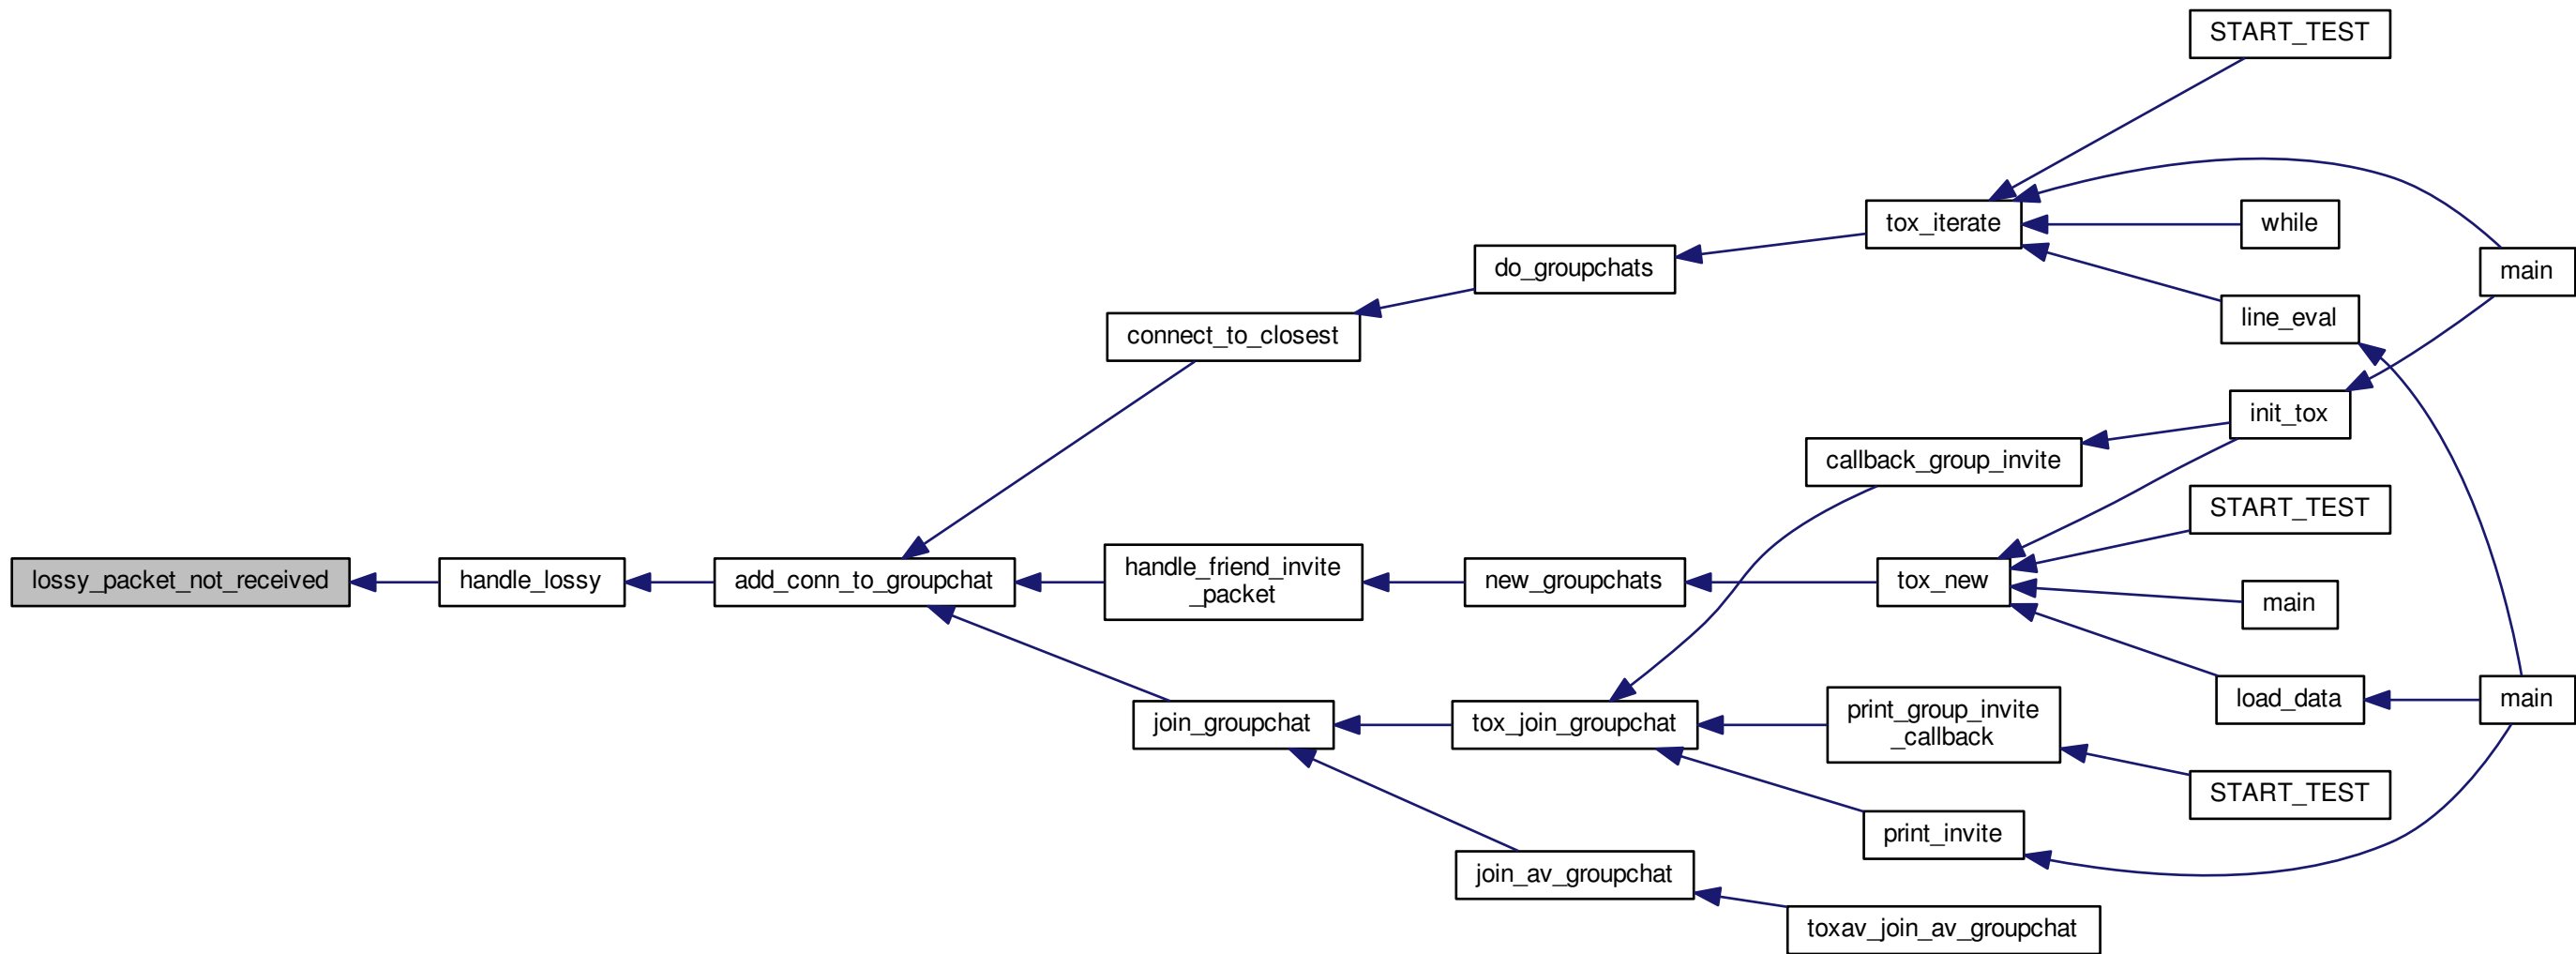 START_TEST
tox_iterate
while
main
do_groupchats
line_eval
connect_to_closest
init_tox
callback_group_invite
START_TEST
lossy_packet_not_received
handle_lossy
add_conn_to_groupchat
handle_friend_invite
_packet
new_groupchats
tox_new
main
load_data
main
join_groupchat
tox_join_groupchat
print_group_invite
_callback
START_TEST
print_invite
join_av_groupchat
toxav_join_av_groupchat